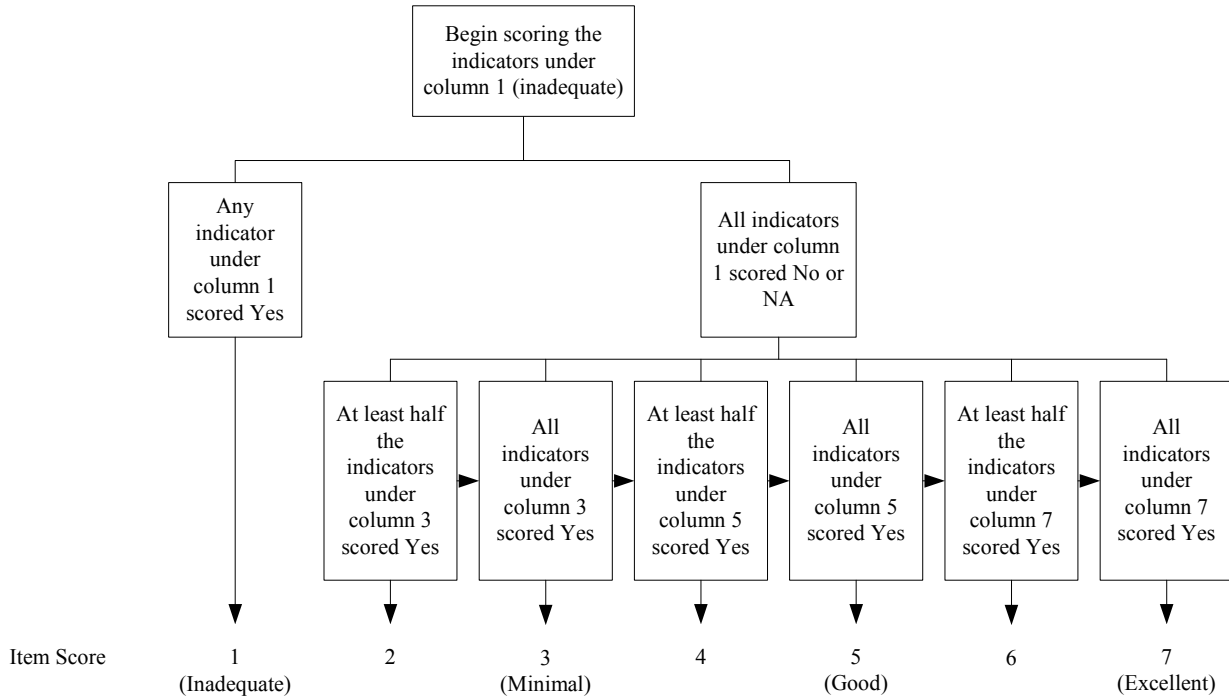 Begin scoring the
indicators under
column 1 (inadequate)
Any
indicator
under
column 1
scored Yes
All indicators
under column
1 scored No or
NA
At least half
the
indicators
under
column 3
scored Yes
All
indicators
under
column 3
scored Yes
At least half
the
indicators
under
column 5
scored Yes
All
indicators
under
column 5
scored Yes
At least half
the
indicators
under
column 7
scored Yes
All
indicators
under
column 7
scored Yes
Item Score
1
(Inadequate)
2
3
(Minimal)
4
5
(Good)
6
7
(Excellent)